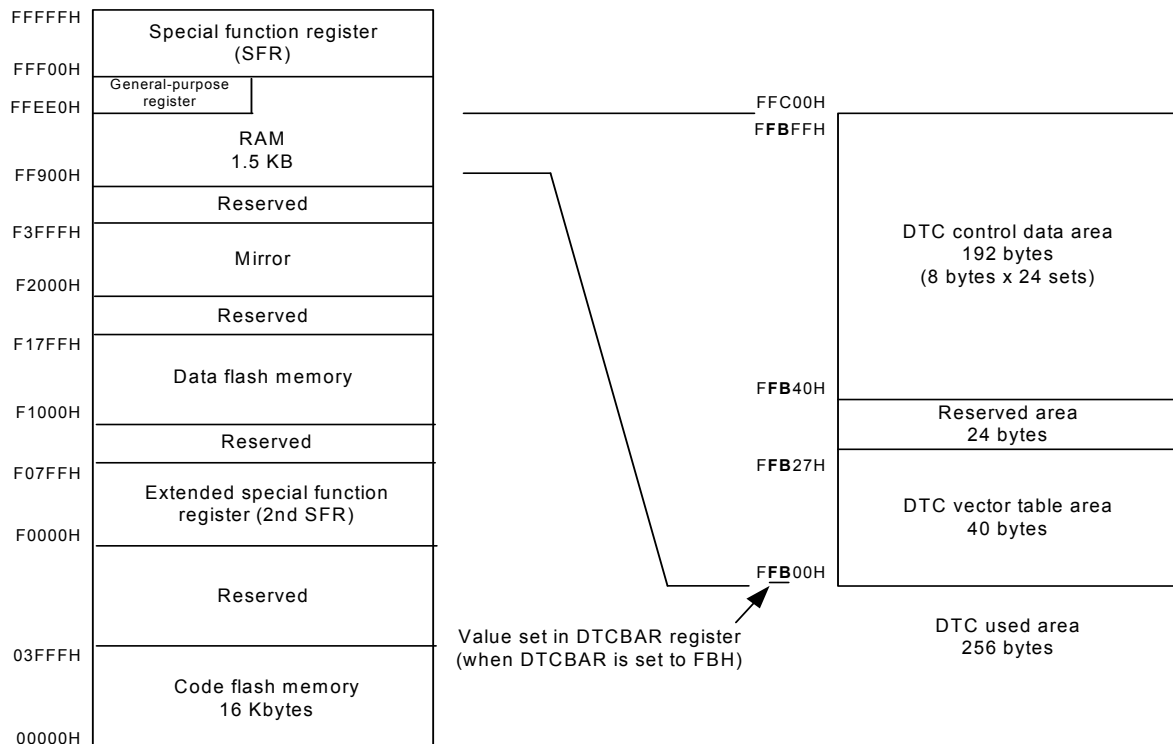 FFFFFH
Special function register
(SFR)
FFF00H
General-purpose
register
FFEE0H
RAM
1.5 KB
FF900H
Reserved
F3FFFH
Mirror
F2000H
Reserved
F17FFH
Data flash memory
F1000H
Reserved
F07FFH
Extended special function
register (2nd SFR)
F0000H
Reserved
03FFFH
Code flash memory
16 Kbytes
00000H
FFC00H
FFBFFH
DTC control data area
192 bytes
(8 bytes x 24 sets)
FFB40H
Reserved area
24 bytes
FFB27H
DTC vector table area
40 bytes
FFB00H
Value set in DTCBAR register
(when DTCBAR is set to FBH)
DTC used area
256 bytes